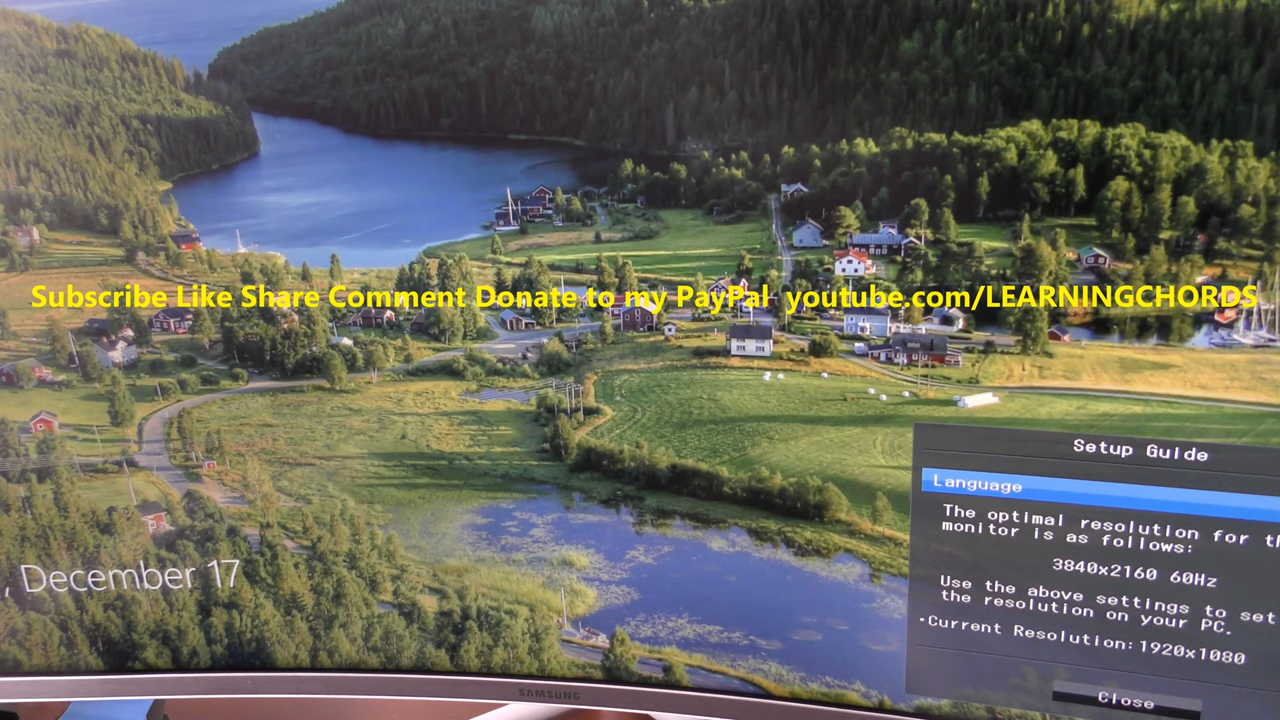 Subscribe Like Share Comment Donate to my PayPal youtube.com/LEARNINGCHORDS
, December 17
Setup Guide
Language
The optimal resolution for
monitor is as follows:
3840x2160 60Hz
Use the above settings to set
the resolution on your PC.
•Current Resolution:1920x1080
Close
SAMSUNG